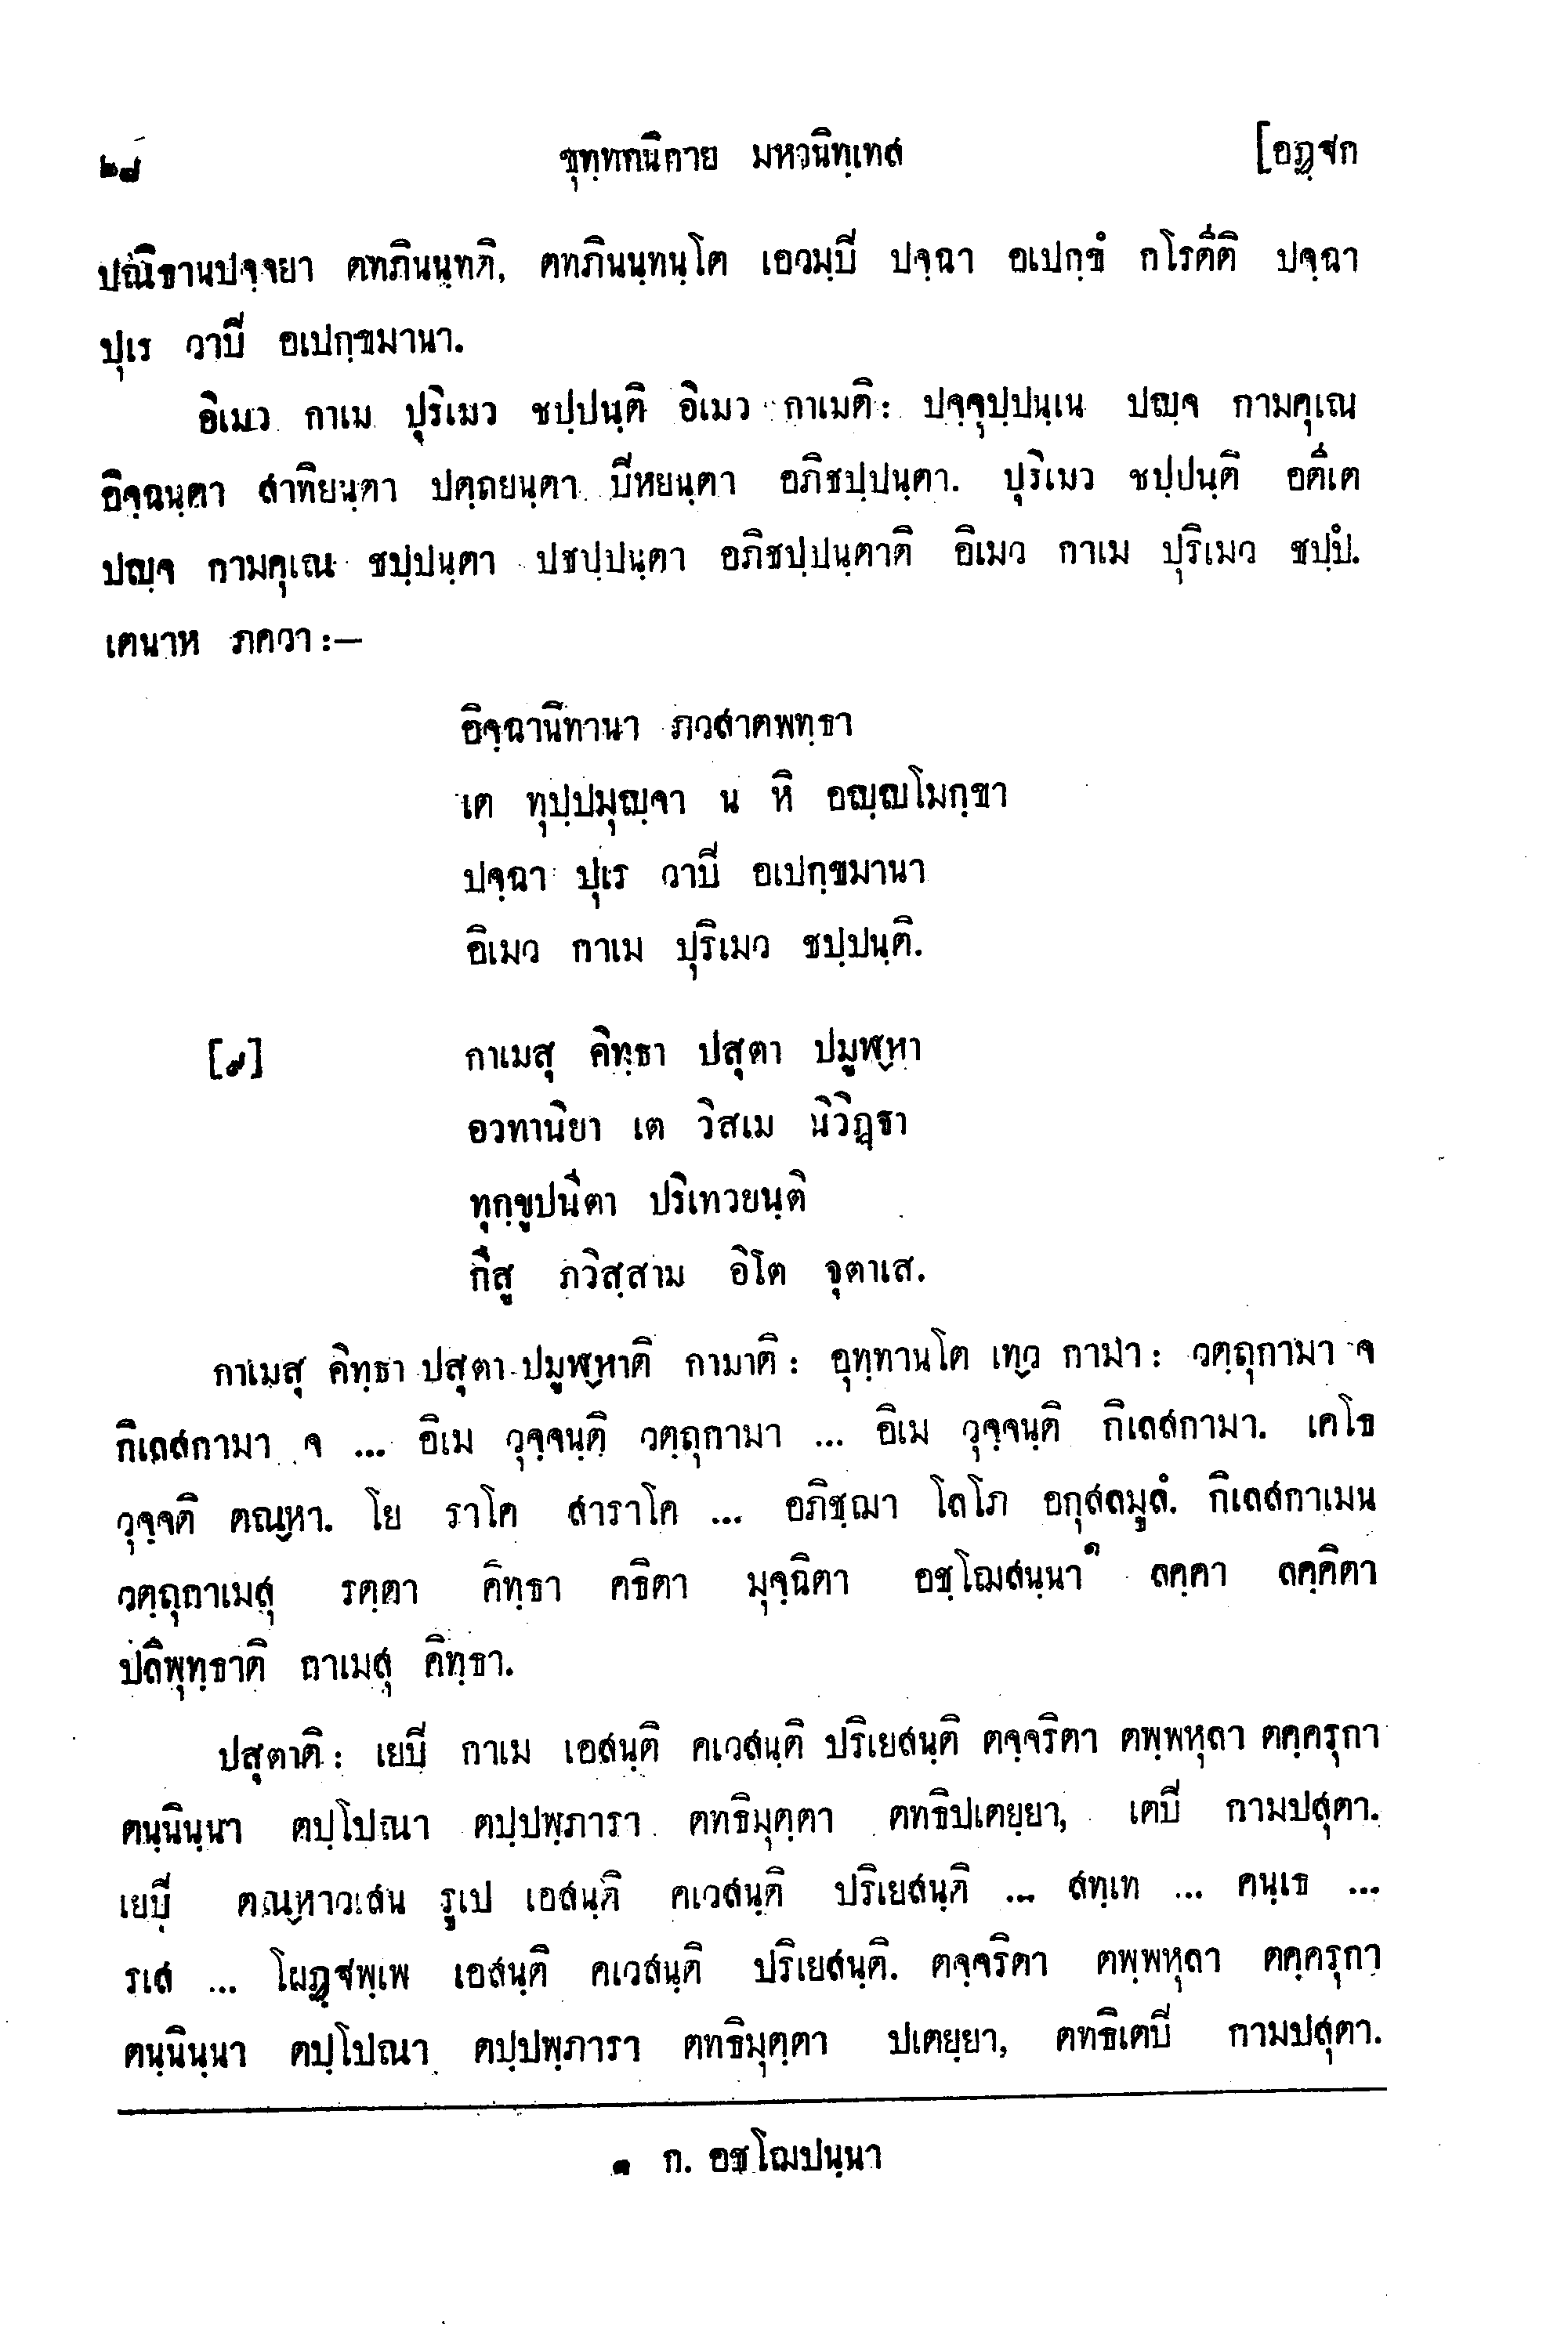 ๒๘ ขุทฺทกนิกาย มหานิทฺเทส [อฏฺฐก
ปณิธานปจฺจยา ตทภินนฺทติ, ตทภินนฺทนฺโต เอวมฺปิ ปจฺฉา อเปกฺขํ กโรตีติ ปจฺฉา
ปุเร วาปิ อเปกฺขมานา.
อิเมว กาเม ปุริเมว ชปฺปนฺติ อิเมว กาเมติ: ปจฺจุปฺปนฺเน ปญฺจ กามคุเณ
อิจฺฉนฺตา สาทิยนฺตา ปตฺถยนฺตา ปิหยนฺตา อภิชปฺปนฺตา. ปุริเมว ชปฺปนฺติ อตีเต
ปญฺจ กามคุเณ ชปฺปนฺตา ปชปฺปนฺตา อภิชปฺปนฺตาติ อิเมว กาเม ปุริเมว ชปฺปํ.
เตนาห ภควา:—
อิจฺฉานิทานา ภวสาตพทฺธา
เต ทุปฺปมุญฺจา น หิ อญฺญโมกฺขา
ปจฺฉา ปุเร วาปิ อเปกฺขมานา
อิเมว กาเม ปุริเมว ชปฺปนฺติ.
[๙] กาเมสุ คิทฺธา ปสุตา ปมูฬฺหา
อวทานิยา เต วิสเม นิวิฏฺฐา
ทุกฺขูปนีตา ปริเทวยนฺติ
กึสู ภวิสฺสาม อิโต จุตาเส.
กาเมสุ คิทฺธา ปสุตา ปมูฬฺหาติ กามาติ: อุทฺทานโต เทฺว กามา: วตฺถุกามา จ
กิเลสกามา จ ... อิเม วุจฺจนฺติ วตฺถุกามา ... อิเม วุจฺจนฺติ กิเลสกามา. เคโธ
วุจฺจติ ตณฺหา. โย ราโค สาราโค ... อภิชฺฌา โลโภ อกุสลมูลํ. กิเลสกาเมน
วตฺถุกาเมสุ รตฺตา คิทฺธา คธิตา มุจฺฉิตา อชฺโฌสนฺนา๑ ลคฺคา ลคฺคิตา
ปลิพุทฺธาติ กาเมสุ คิทฺธา.
ปสุตาติ: เยปิ กาเม เอสนฺติ คเวสนฺติ ปริเยสนฺติ ตจฺจริตา ตพฺพหุลา ตคฺครุกา
ตนฺนินฺนา ตปฺโปณา ตปฺปพฺภารา ตทธิมุตฺตา ตทธิปเตยฺยา, เตปิ กามปสุตา.
เยปิ ตณฺหาวเสน รูเป เอสนฺติ คเวสนฺติ ปริเยสนฺติ ... สทฺเท ... คนฺเธ ...
รเส ... โผฏฺฐพฺเพ เอสนฺติ คเวสนฺติ ปริเยสนฺติ. ตจฺจริตา ตพฺพหุลา ตคฺครุกา
ตนฺนินฺนา ตปฺโปณา ตปฺปพฺภารา ตทธิมุตฺตา ปเตยฺยา, ตทธิเตปิ กามปสุตา.
๑ ก. อชฺโฌปนฺนา